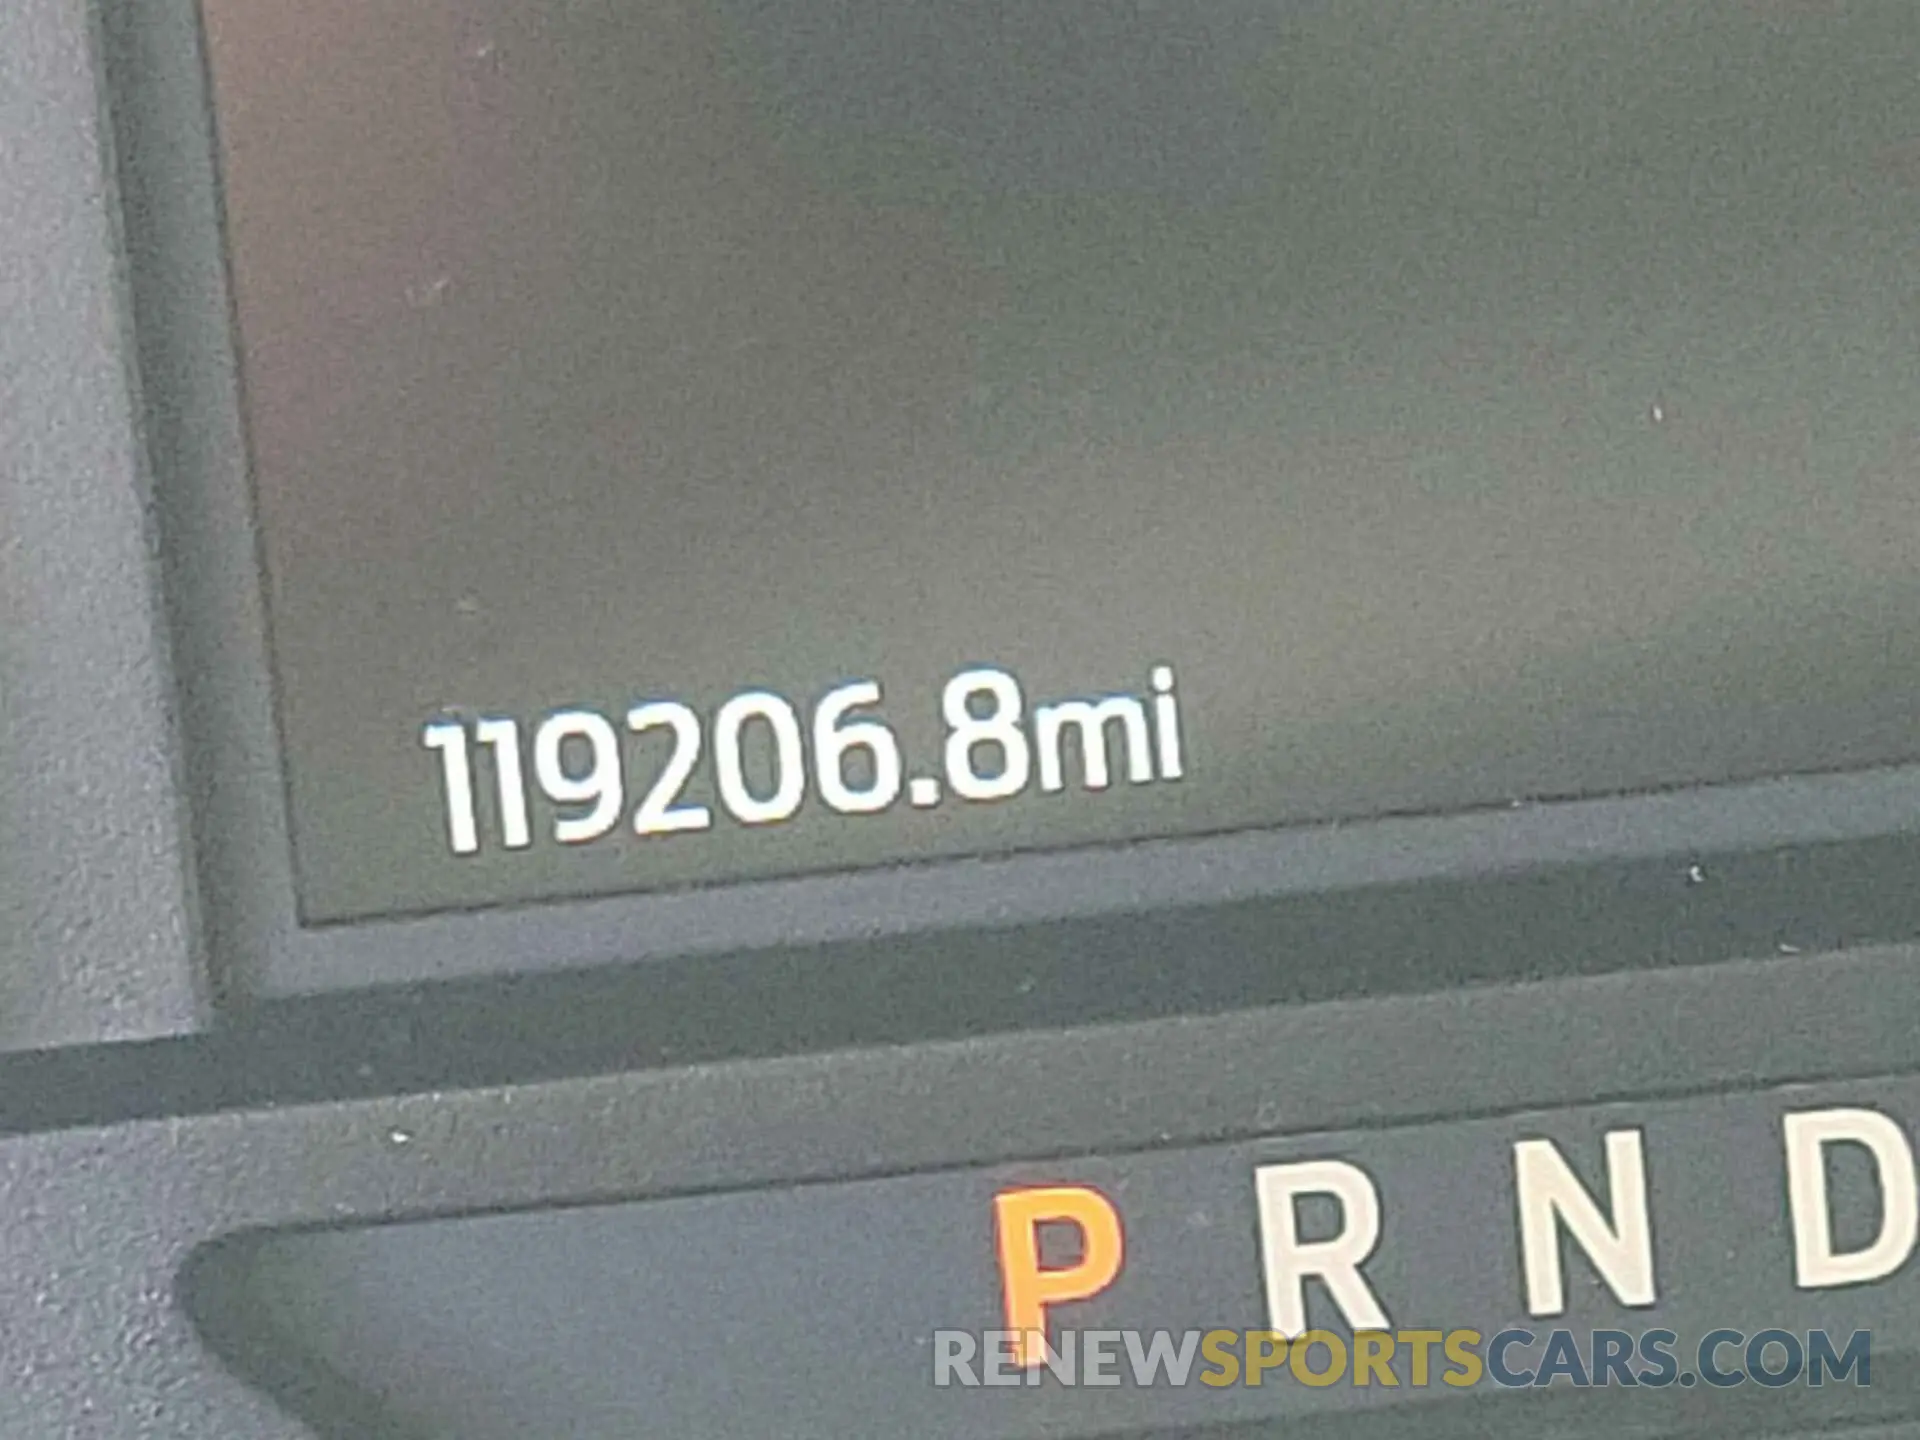 119206.8mi
P R N D
RENEWSPORTSCARS.COM